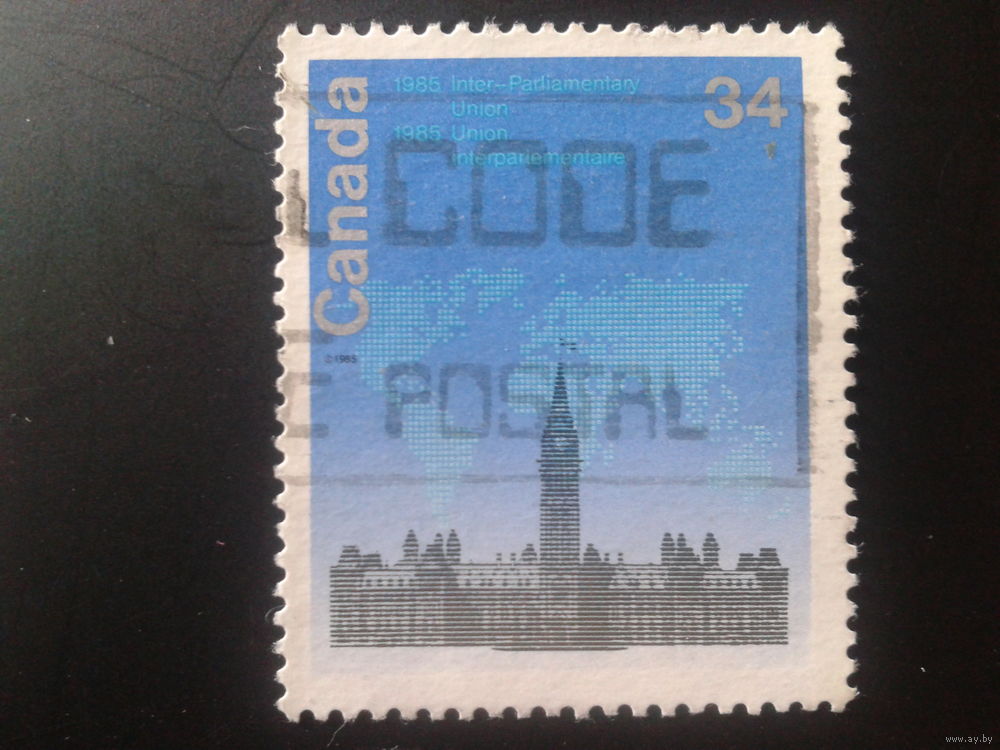 Canada
1985 Inter-Parliamentary
Union
1985 Union
interparlementaire
34
CODE
©1985
E POSTAL
www.ay.by